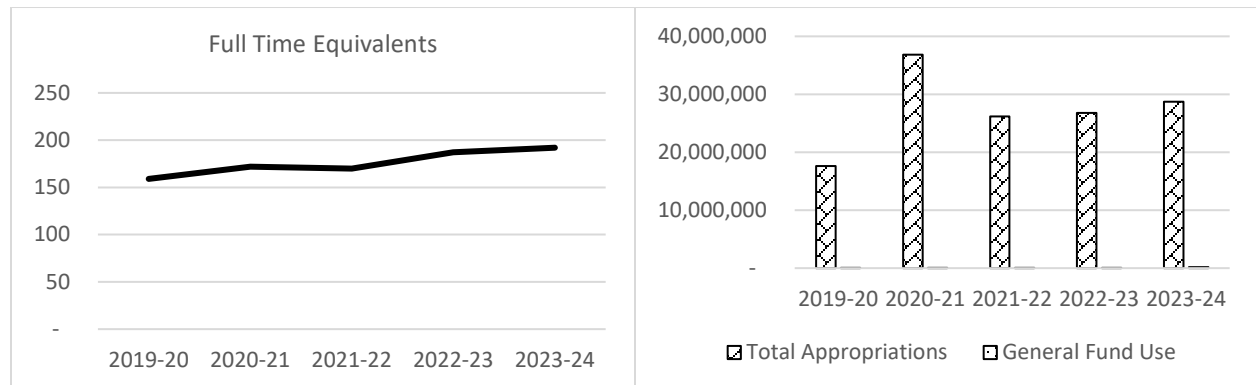 Full Time Equivalents
250
200
150
100
50
-
2019-20 2020-21 2021-22 2022-23 2023-24
40,000,000
30,000,000
20,000,000
10,000,000
-
2019-20 2020-21 2021-22 2022-23 2023-24
Total Appropriations General Fund Use